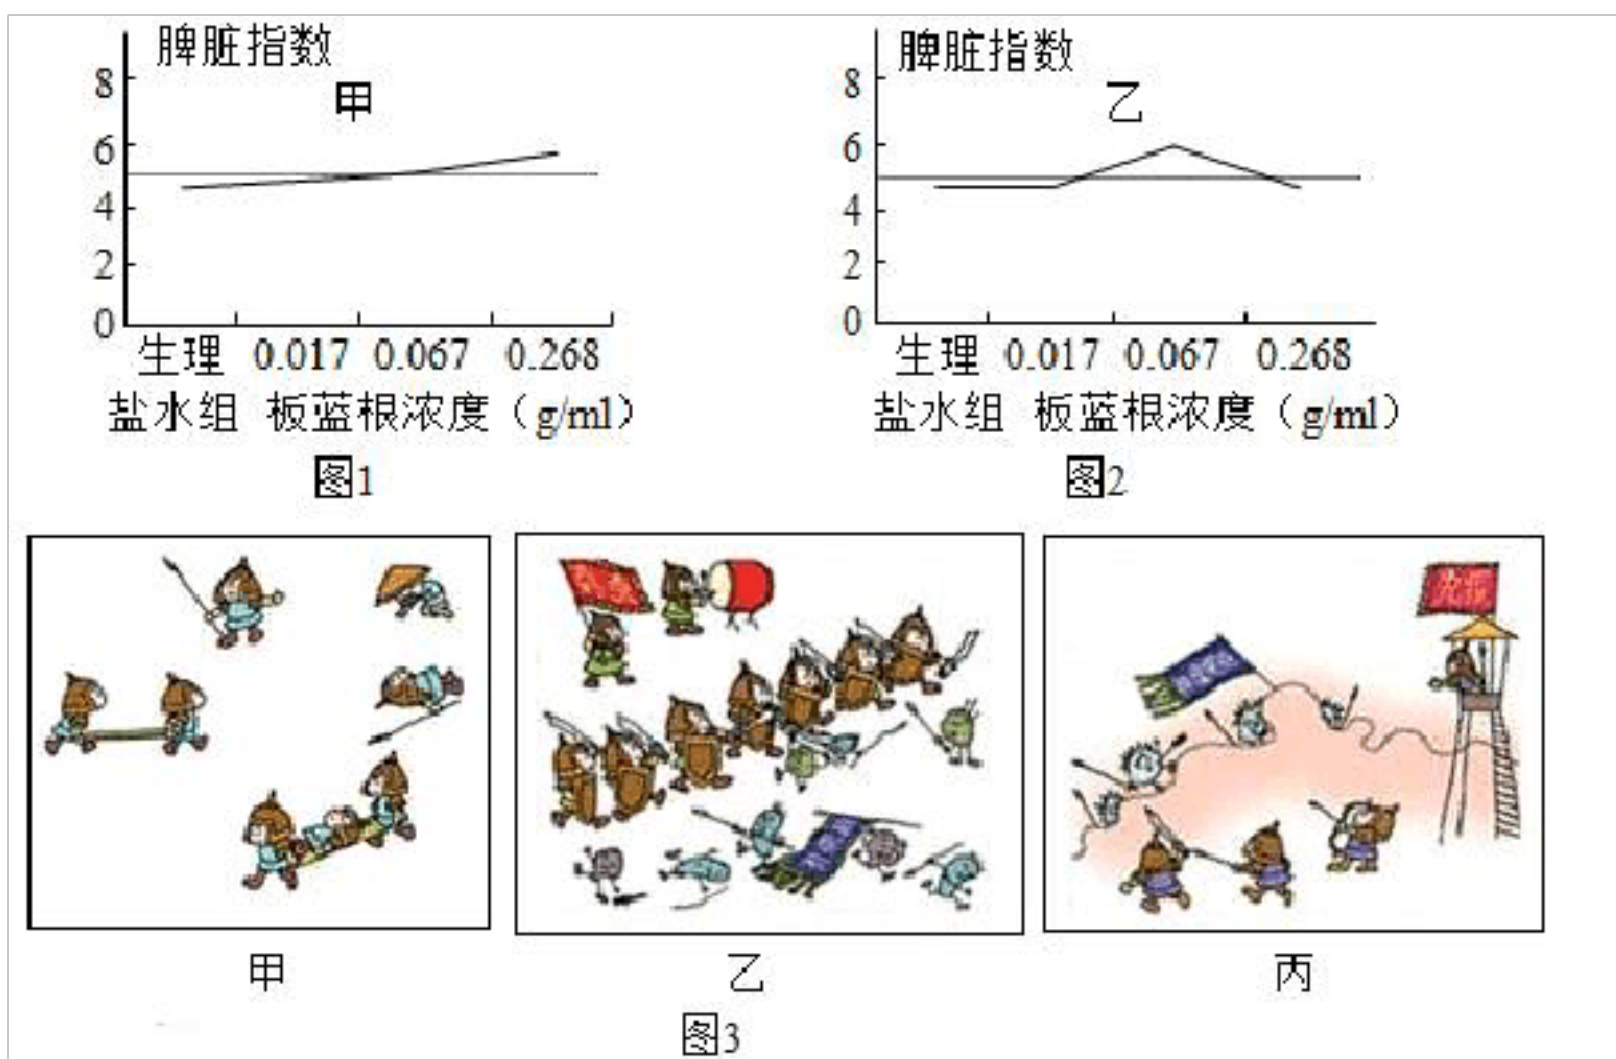 脾脏指数
甲
8
6
4
2
0
生理 0.017 0.067 0.268
盐水组 板蓝根浓度（g/ml）
图1
脾脏指数
乙
8
6
4
2
0
生理 0.017 0.067 0.268
盐水组 板蓝根浓度（g/ml）
图2
甲
乙
丙
图3